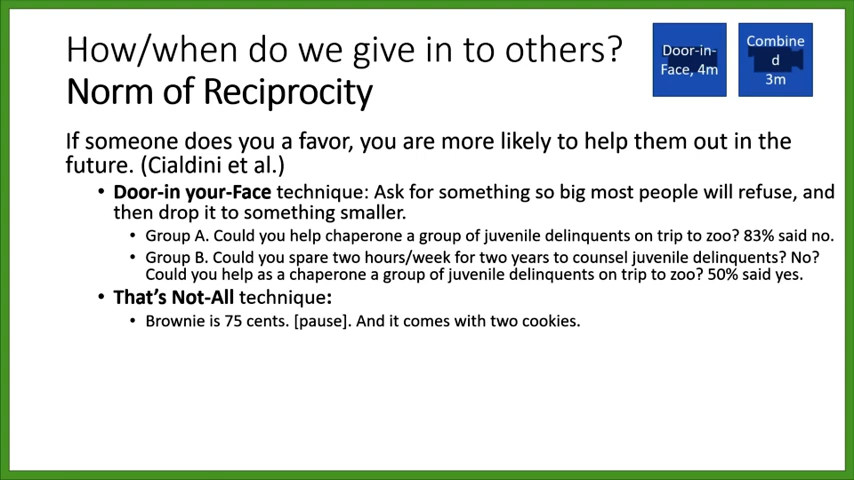 How/when do we give in to others?
Norm of Reciprocity
Door-in-
Face, 4m
Combine
d
3m
If someone does you a favor, you are more likely to help them out in the
future. (Cialdini et al.)
• Door-in your-Face technique: Ask for something so big most people will refuse, and
then drop it to something smaller.
• Group A. Could you help chaperone a group of juvenile delinquents on trip to zoo? 83% said no.
• Group B. Could you spare two hours/week for two years to counsel juvenile delinquents? No?
Could you help as a chaperone a group of juvenile delinquents on trip to zoo? 50% said yes.
• That's Not-All technique:
• Brownie is 75 cents. [pause]. And it comes with two cookies.